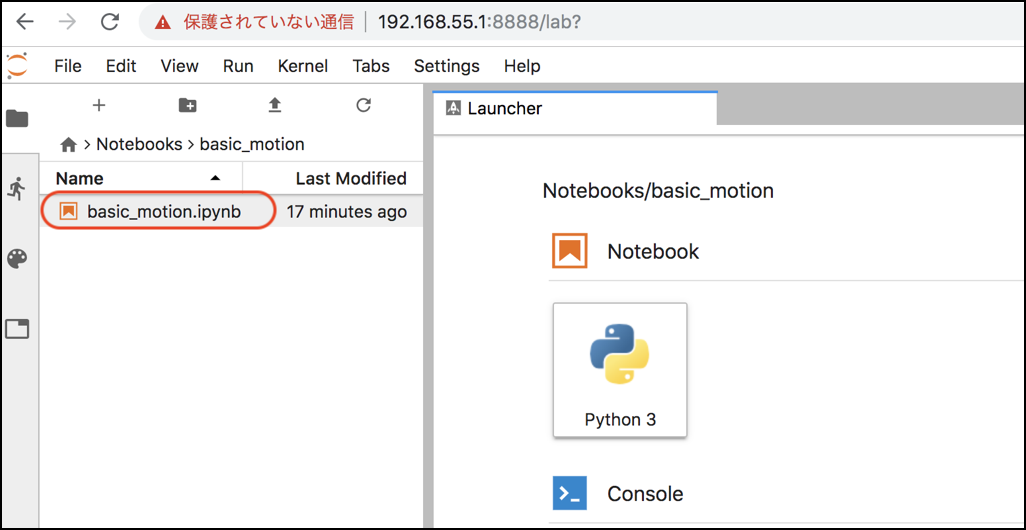 保護されていない通信 | 192.168.55.1:8888/lab?
File Edit View Run Kernel Tabs Settings Help
Launcher
> Notebooks > basic_motion
Name Last Modified
basic_motion.ipynb 17 minutes ago
Notebooks/basic_motion
Notebook
Python 3
Console